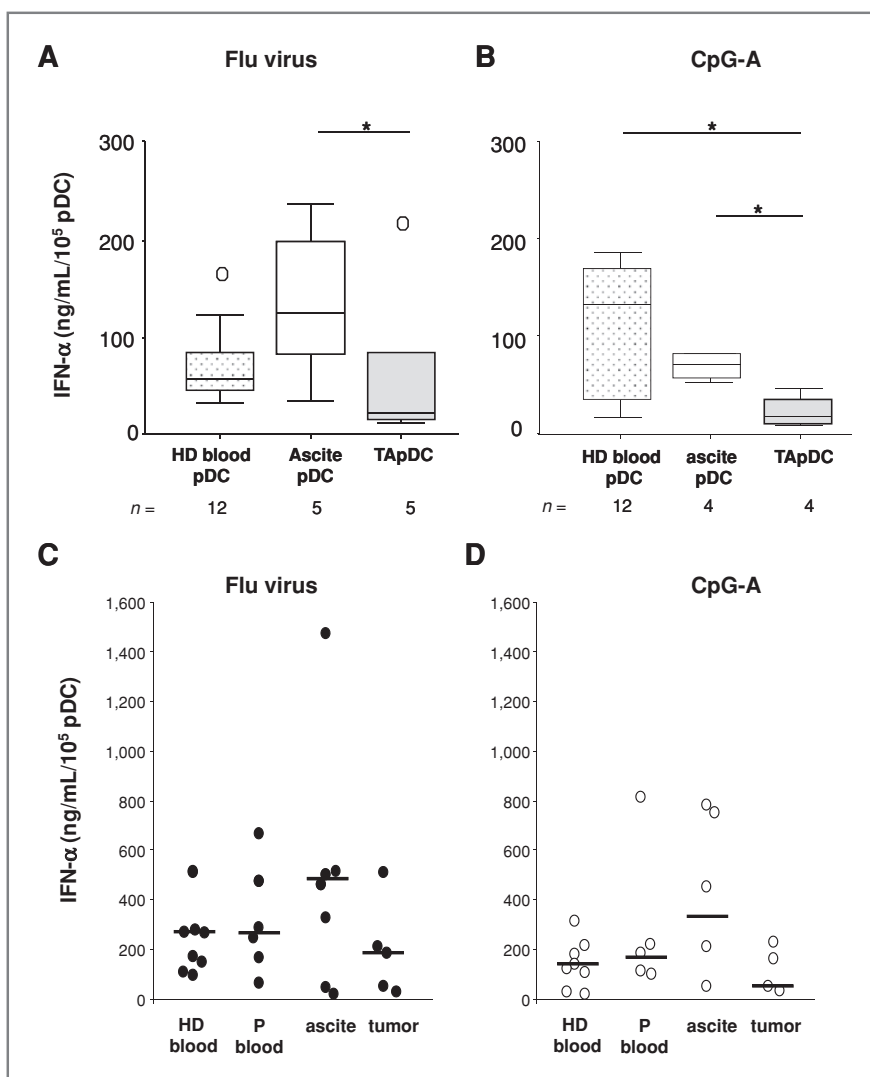 A
Flu virus
*
300
200
100
0
IFN-α (ng/mL/10⁵ pDC)
HD blood pDC
Ascite pDC
TApDC
n = 12 5 5
B
CpG-A
*
*
300
200
100
0
HD blood pDC
ascite pDC
TApDC
n = 12 4 4
C
Flu virus
1,600
1,400
1,200
1,000
800
600
400
200
0
IFN-α (ng/mL/10⁵ pDC)
HD blood
P blood
ascite
tumor
D
CpG-A
1,600
1,400
1,200
1,000
800
600
400
200
0
HD blood
P blood
ascite
tumor